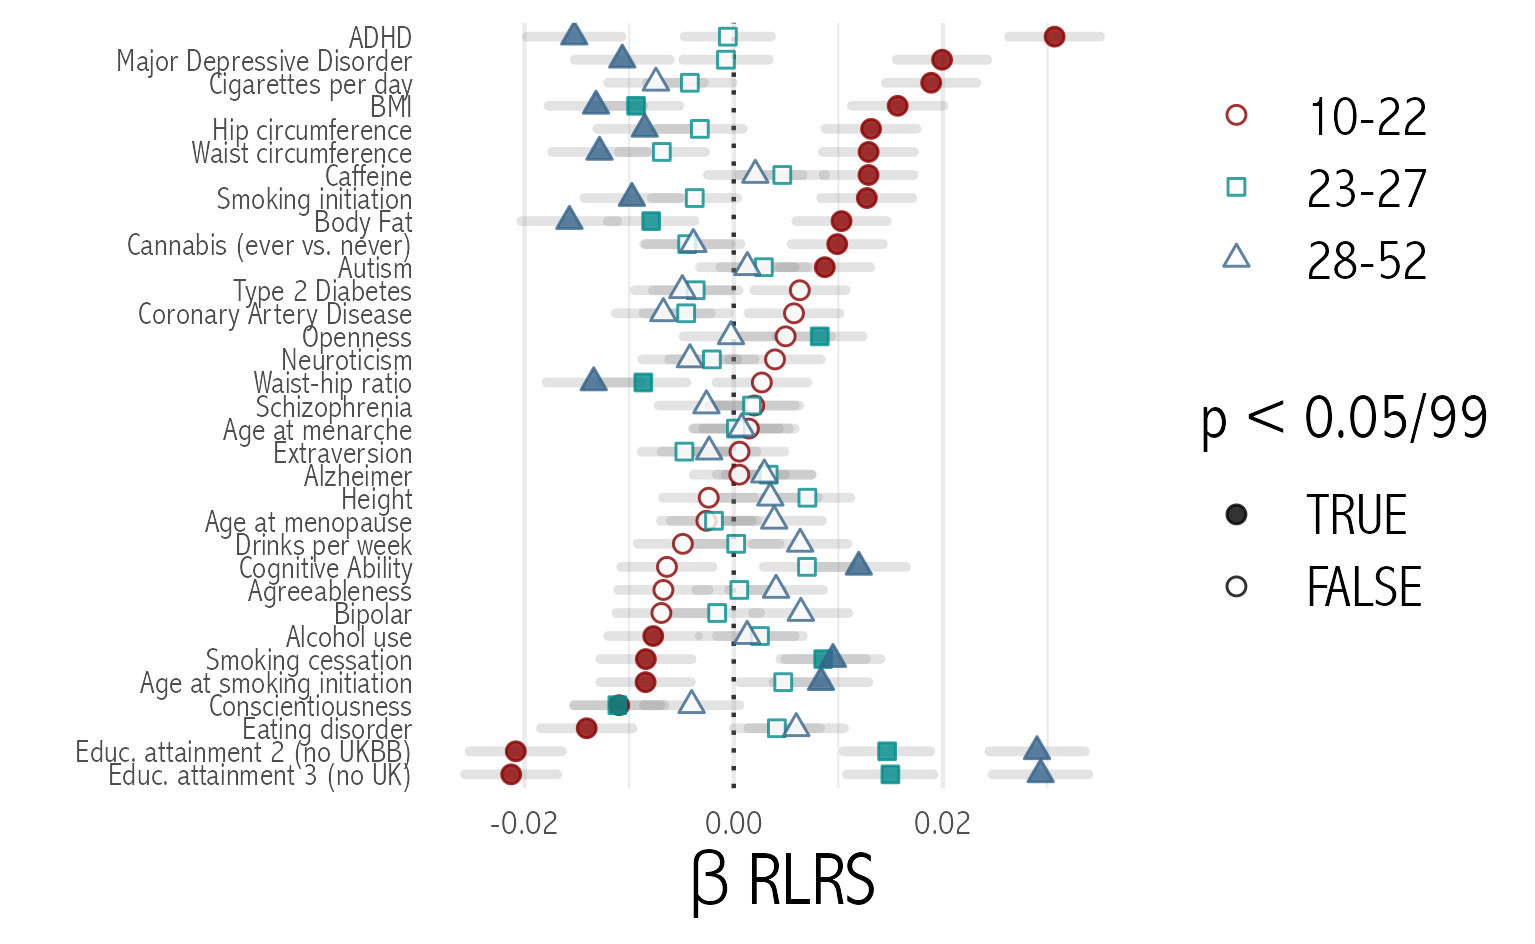 ADHD
Major Depressive Disorder
Cigarettes per day
BMI
Hip circumference
Waist circumference
Caffeine
Smoking initiation
Body Fat
Cannabis (ever vs. never)
Autism
Type 2 Diabetes
Coronary Artery Disease
Openness
Neuroticism
Waist-hip ratio
Schizophrenia
Age at menarche
Extraversion
Alzheimer
Height
Age at menopause
Drinks per week
Cognitive Ability
Agreeableness
Bipolar
Alcohol use
Smoking cessation
Age at smoking initiation
Conscientiousness
Eating disorder
Educ. attainment 2 (no UKBB)
Educ. attainment 3 (no UK)
-0.02 0.00 0.02
β RLRS
10-22
23-27
28-52
p < 0.05/99
TRUE
FALSE